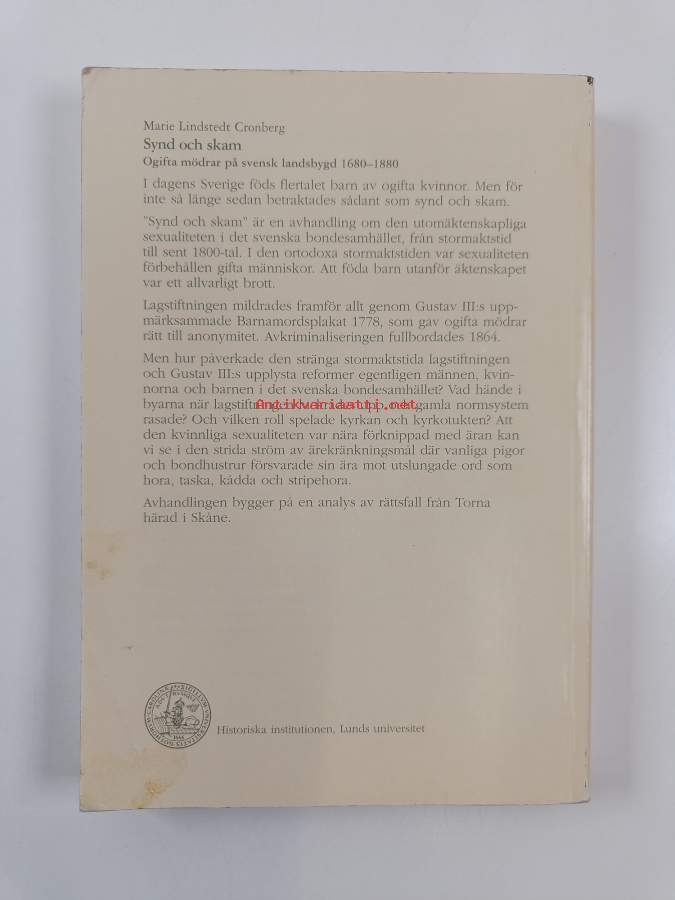 Marie Lindstedt Cronberg
Synd och skam
Ogifta mödrar på svensk landsbygd 1680–1880
I dagens Sverige föds flertalet barn av ogifta kvinnor. Men för
inte så länge sedan betraktades sådant som synd och skam.
"Synd och skam" är en avhandling om den utomäktenskapliga
sexualiteten i det svenska bondesamhället, från stormaktstid
till sent 1800-tal. I den ortodoxa stormaktstiden var sexualiteten
förbehållen gifta människor. Att föda barn utanför äktenskapet
var ett allvarligt brott.
Lagstiftningen mildrades framför allt genom Gustav III:s upp-
märksammade Barnamordsplakat 1778, som gav ogifta mödrar
rätt till anonymitet. Avkriminaliseringen fullbordades 1864.
Men hur påverkade den stränga stormaktstida lagstiftningen
och Gustav III:s upplysta reformer egentligen männen, kvin-
norna och barnen i det svenska bondesamhället? Vad hände i
byarna när lagstiftningen upp och gamla normsystem
Antikvariaatti.net
rasade? Och vilken roll spelade kyrkan och kyrkotukten? Att
den kvinnliga sexualiteten var nära förknippad med äran kan
vi se i den strida ström av ärekränkningsmål där vanliga pigor
och bondhustrur försvarade sin ära mot utslungade ord som
hora, taska, kådda och stripehora.
Avhandlingen bygger på en analys av rättsfall från Torna
härad i Skåne.
Historiska institutionen, Lunds universitet